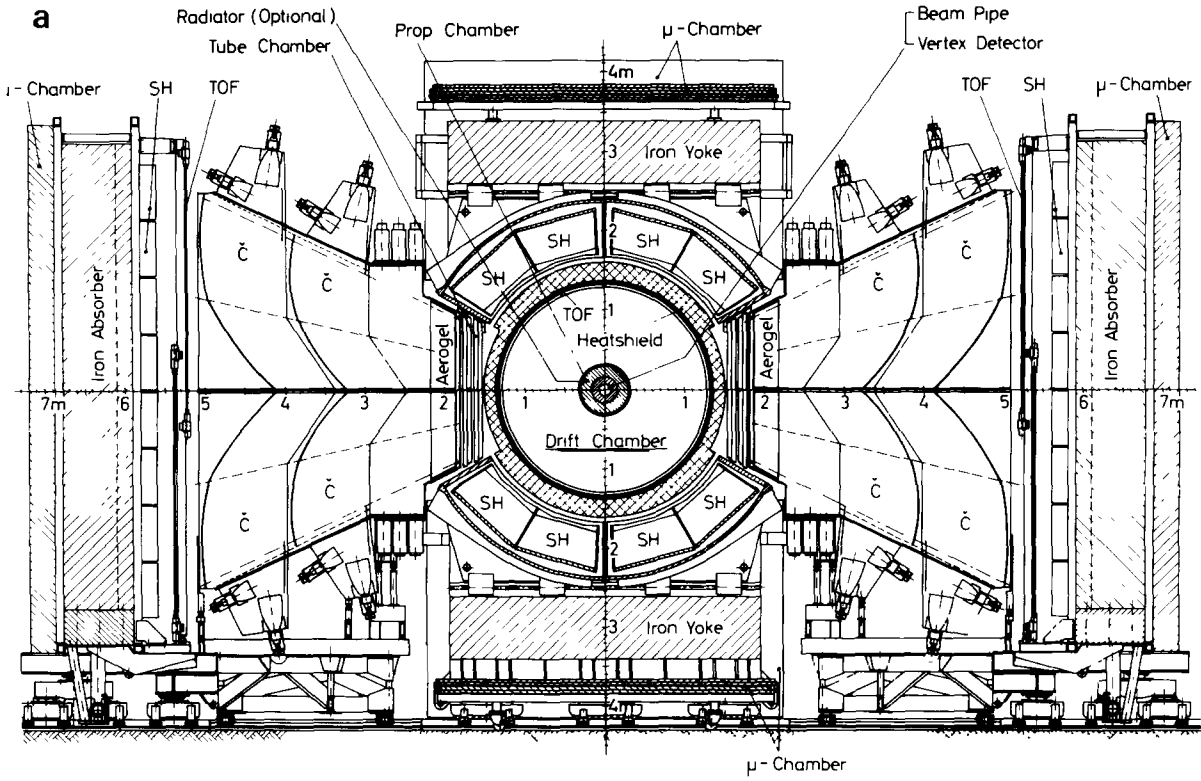 a
Radiator (Optional)
Tube Chamber
Prop Chamber
μ-Chamber
Beam Pipe
Vertex Detector
ι-Chamber
SH
TOF
4m
TOF
SH
μ-Chamber
3
Iron Yoke
2
SH
SH
SH
SH
Č
Č
Č
Č
Iron Absorber
Aerogel
TOF
1
Heatshield
Aerogel
Iron Absorber
7m
6
5
4
3
2
1
1
2
3
4
5
6
7m
Drift Chamber
1
Č
Č
Č
Č
SH
SH
SH
SH
2
3
Iron Yoke
4
μ-Chamber